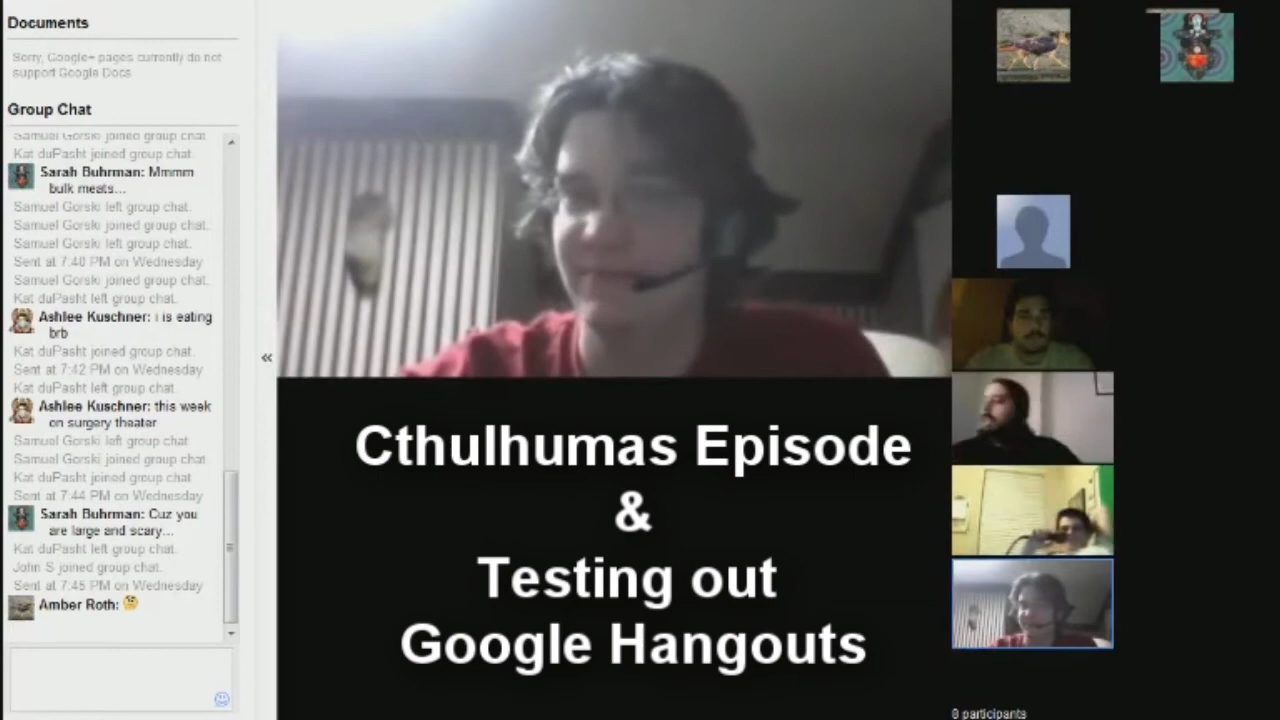 Documents
Sorry, Google+ pages currently do not
support Google Docs
Group Chat
Samuel Gorski joined group chat.
Kat duPasht joined group chat.
Sarah Buhrman: Mmmm
bulk meats...
Samuel Gorski left group chat.
Samuel Gorski joined group chat.
Samuel Gorski left group chat.
Sent at 7:40 PM on Wednesday
Samuel Gorski joined group chat.
Kat duPasht left group chat.
Ashlee Kuschner: i is eating
brb
Kat duPasht joined group chat.
Sent at 7:42 PM on Wednesday
Kat duPasht left group chat.
Ashlee Kuschner: this week
on surgery theater
Samuel Gorski left group chat.
Samuel Gorski joined group chat
Kat duPasht joined group chat
Sent at 7:44 PM on Wednesday
Sarah Buhrman: Cuz you
are large and scary...
Kat duPasht left group chat.
John S joined group chat.
Sent at 7:45 PM on Wednesday
Amber Roth:
«
Cthulhumas Episode
&
Testing out
Google Hangouts
8 participants